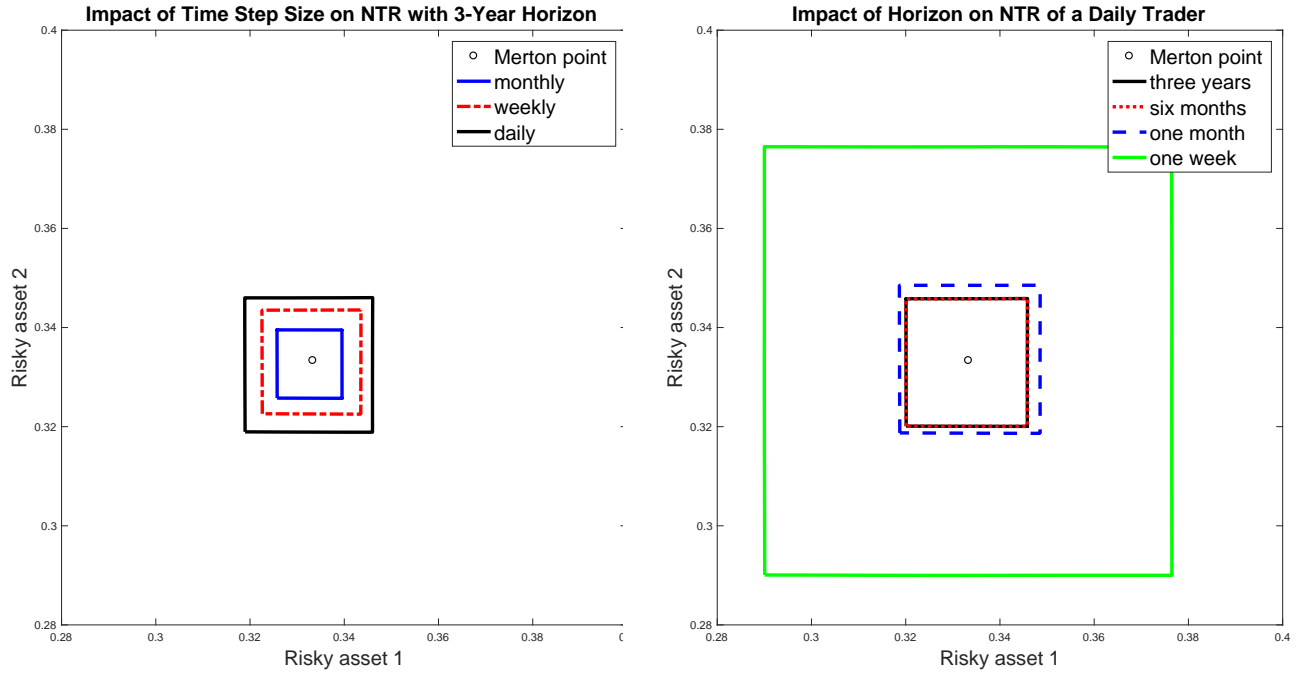 Impact of Time Step Size on NTR with 3-Year Horizon
0.4
0.38
0.36
0.34
0.32
0.3
0.28
Risky asset 2
Merton point
monthly
weekly
daily
0.28
0.3
0.32
0.34
0.36
0.38
Risky asset 1
Impact of Horizon on NTR of a Daily Trader
0.4
0.38
0.36
0.34
0.32
0.3
0.28
Risky asset 2
Merton point
three years
six months
one month
one week
0.28
0.3
0.32
0.34
0.36
0.38
0.4
Risky asset 1